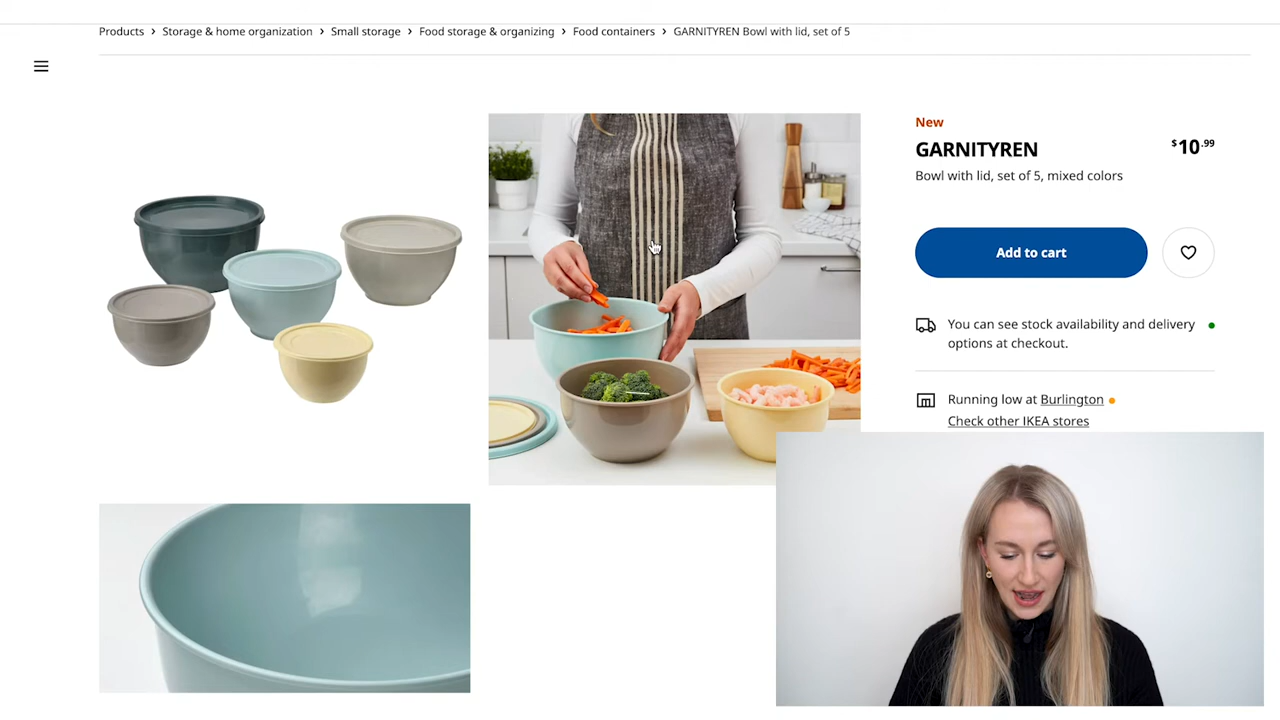 Products › Storage & home organization › Small storage › Food storage & organizing › Food containers › GARNITYREN Bowl with lid, set of 5
New
GARNITYREN
$10.99
Bowl with lid, set of 5, mixed colors
Add to cart
You can see stock availability and delivery
options at checkout.
Running low at Burlington
Check other IKEA stores